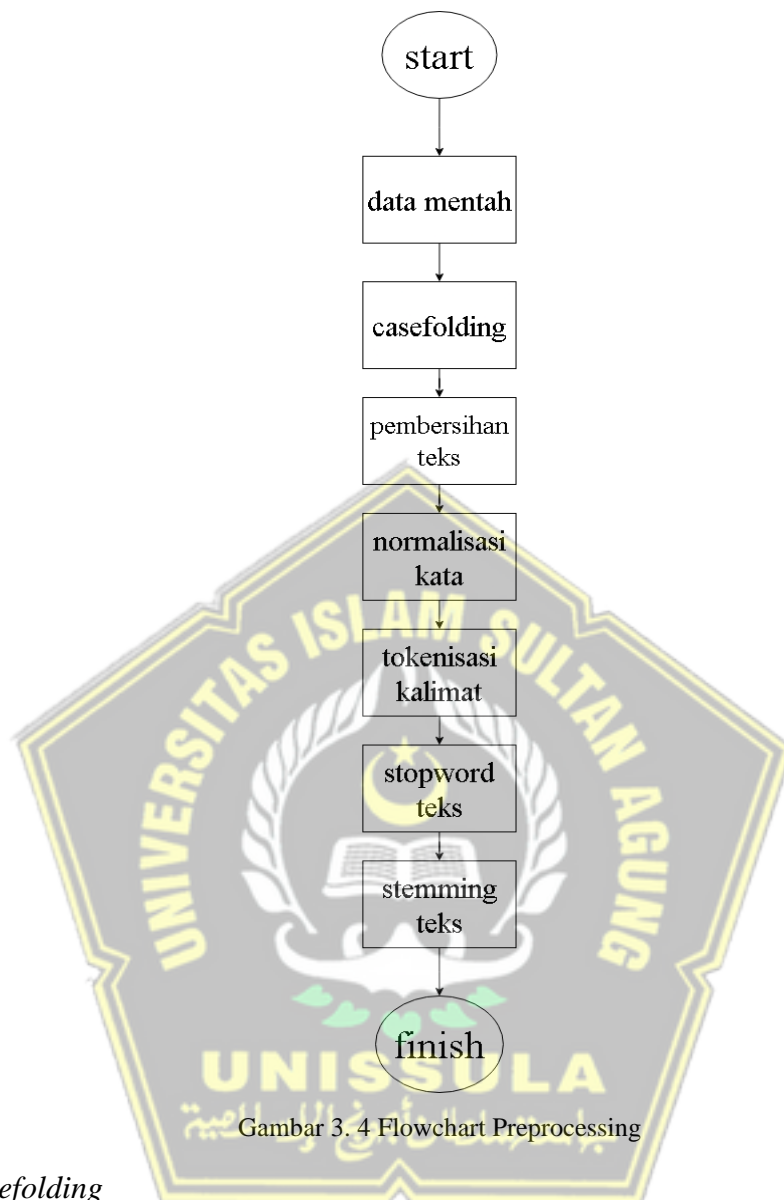 start
data mentah
casefolding
pembersihan
teks
normalisasi
kata
tokenisasi
kalimat
stopword
teks
stemming
teks
finish
UNIVERSITAS ISLAM SULTAN AGUNG
UNISSULA
Gambar 3. 4 Flowchart Preprocessing
efolding